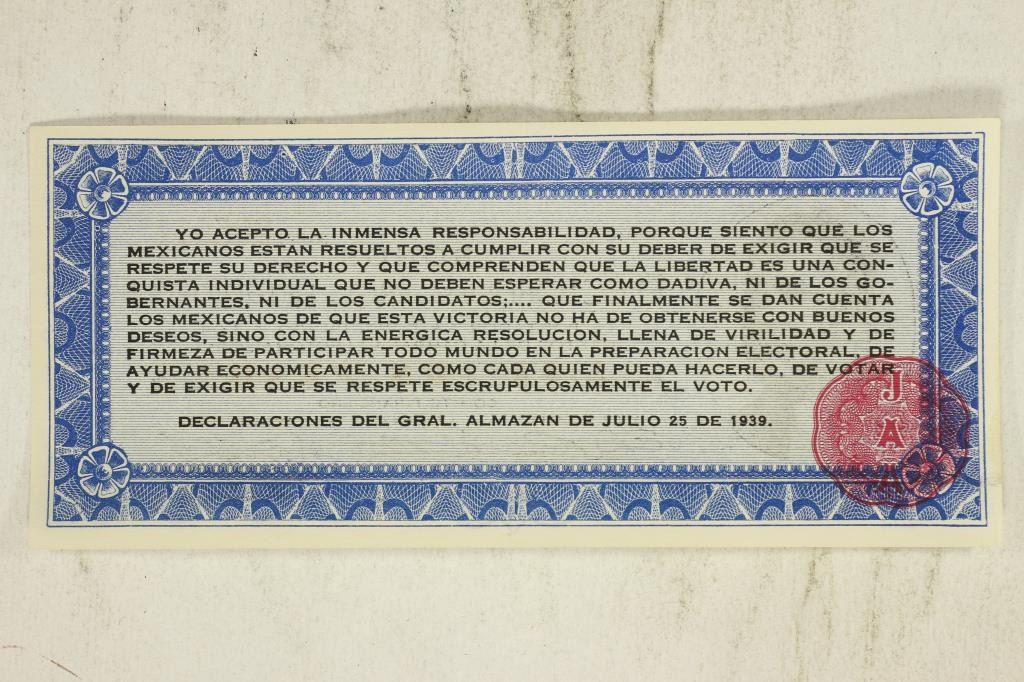 YO ACEPTO LA INMENSA RESPONSABILIDAD, PORQUE SIENTO QUE LOS
MEXICANOS ESTAN RESUELTOS A CUMPLIR CON SU DEBER DE EXIGIR QUE SE
RESPETE SU DERECHO Y QUE COMPRENDEN QUE LA LIBERTAD ES UNA CON-
QUISTA INDIVIDUAL QUE NO DEBEN ESPERAR COMO DADIVA, NI DE LOS GO-
BERNANTES, NI DE LOS CANDIDATOS;.... QUE FINALMENTE SE DAN CUENTA
LOS MEXICANOS DE QUE ESTA VICTORIA NO HA DE OBTENERSE CON BUENOS
DESEOS, SINO CON LA ENERGICA RESOLUCION, LLENA DE VIRILIDAD Y DE
FIRMEZA DE PARTICIPAR TODO MUNDO EN LA PREPARACION ELECTORAL, DE
AYUDAR ECONOMICAMENTE, COMO CADA QUIEN PUEDA HACERLO, DE VOTAR
Y DE EXIGIR QUE SE RESPETE ESCRUPULOSAMENTE EL VOTO.
DECLARACIONES DEL GRAL. ALMAZAN DE JULIO 25 DE 1939.
J
A
A